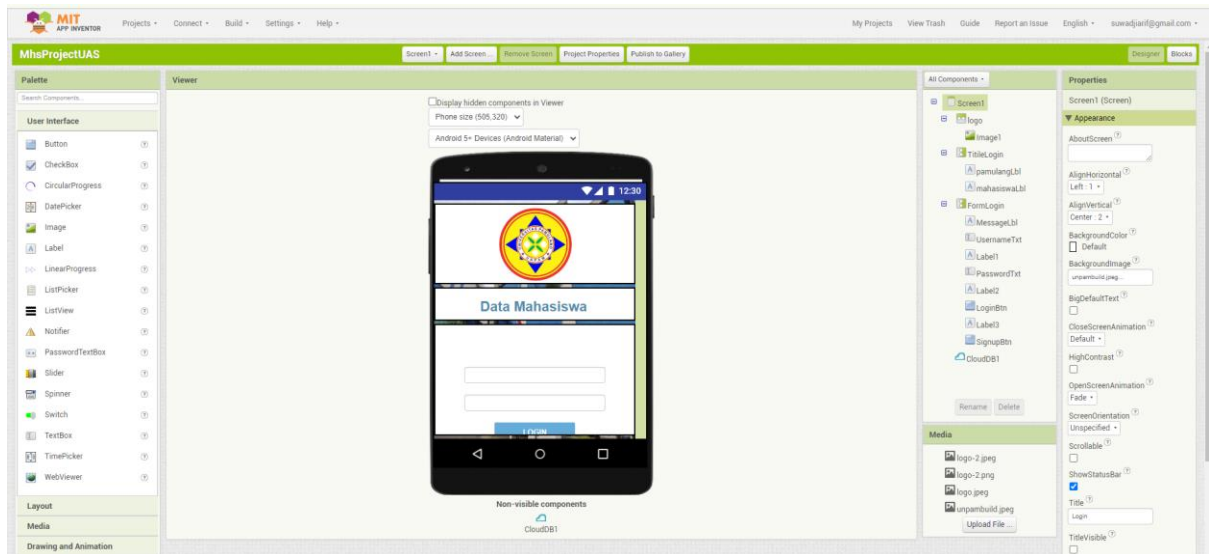 MIT
APP INVENTOR
Projects
Connect
Build
Settings
Help
My Projects
View Trash
Guide
Report an Issue
English
suwadjiarif@gmail.com
MhsProjectUAS
Screen1
Add Screen ...
Remove Screen
Project Properties
Publish to Gallery
Designer
Blocks
Palette
Search Components...
User Interface
Button
CheckBox
CircularProgress
DatePicker
Image
Label
LinearProgress
ListPicker
ListView
Notifier
PasswordTextBox
Slider
Spinner
Switch
TextBox
TimePicker
WebViewer
Layout
Media
Drawing and Animation
Viewer
Display hidden components in Viewer
Phone size (505,320)
Android 5+ Devices (Android Material)
12:30
Data Mahasiswa
LOGIN
Non-visible components
CloudDB1
All Components
Screen1
logo
Image1
TitileLogin
pamulangLbl
mahasiswaLbl
FormLogin
MessageLbl
UsernameTxt
Label1
PasswordTxt
Label2
LoginBtn
Label3
SignupBtn
CloudDB1
Rename
Delete
Media
logo-2.jpeg
logo-2.png
logo.jpeg
unpambuild.jpeg
Upload File ...
Properties
Screen1 (Screen)
Appearance
AboutScreen
AlignHorizontal
Left : 1
AlignVertical
Center : 2
BackgroundColor
Default
BackgroundImage
unpambuild.jpeg...
BigDefaultText
CloseScreenAnimation
Default
HighContrast
OpenScreenAnimation
Fade
ScreenOrientation
Unspecified
Scrollable
ShowStatusBar
Title
Login
TitleVisible